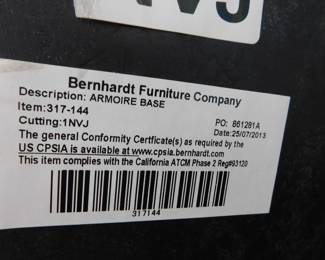 1NVJ
Bernhardt Furniture Company
Description: ARMOIRE BASE
Item:317-144
Cutting:1NVJ
PO: 861281A
Date:25/07/2013
The general Conformity Certficate(s) as required by the
US CPSIA is available at www.cpsia.bernhardt.com.
This item complies with the California ATCM Phase 2 Reg#93120
317144